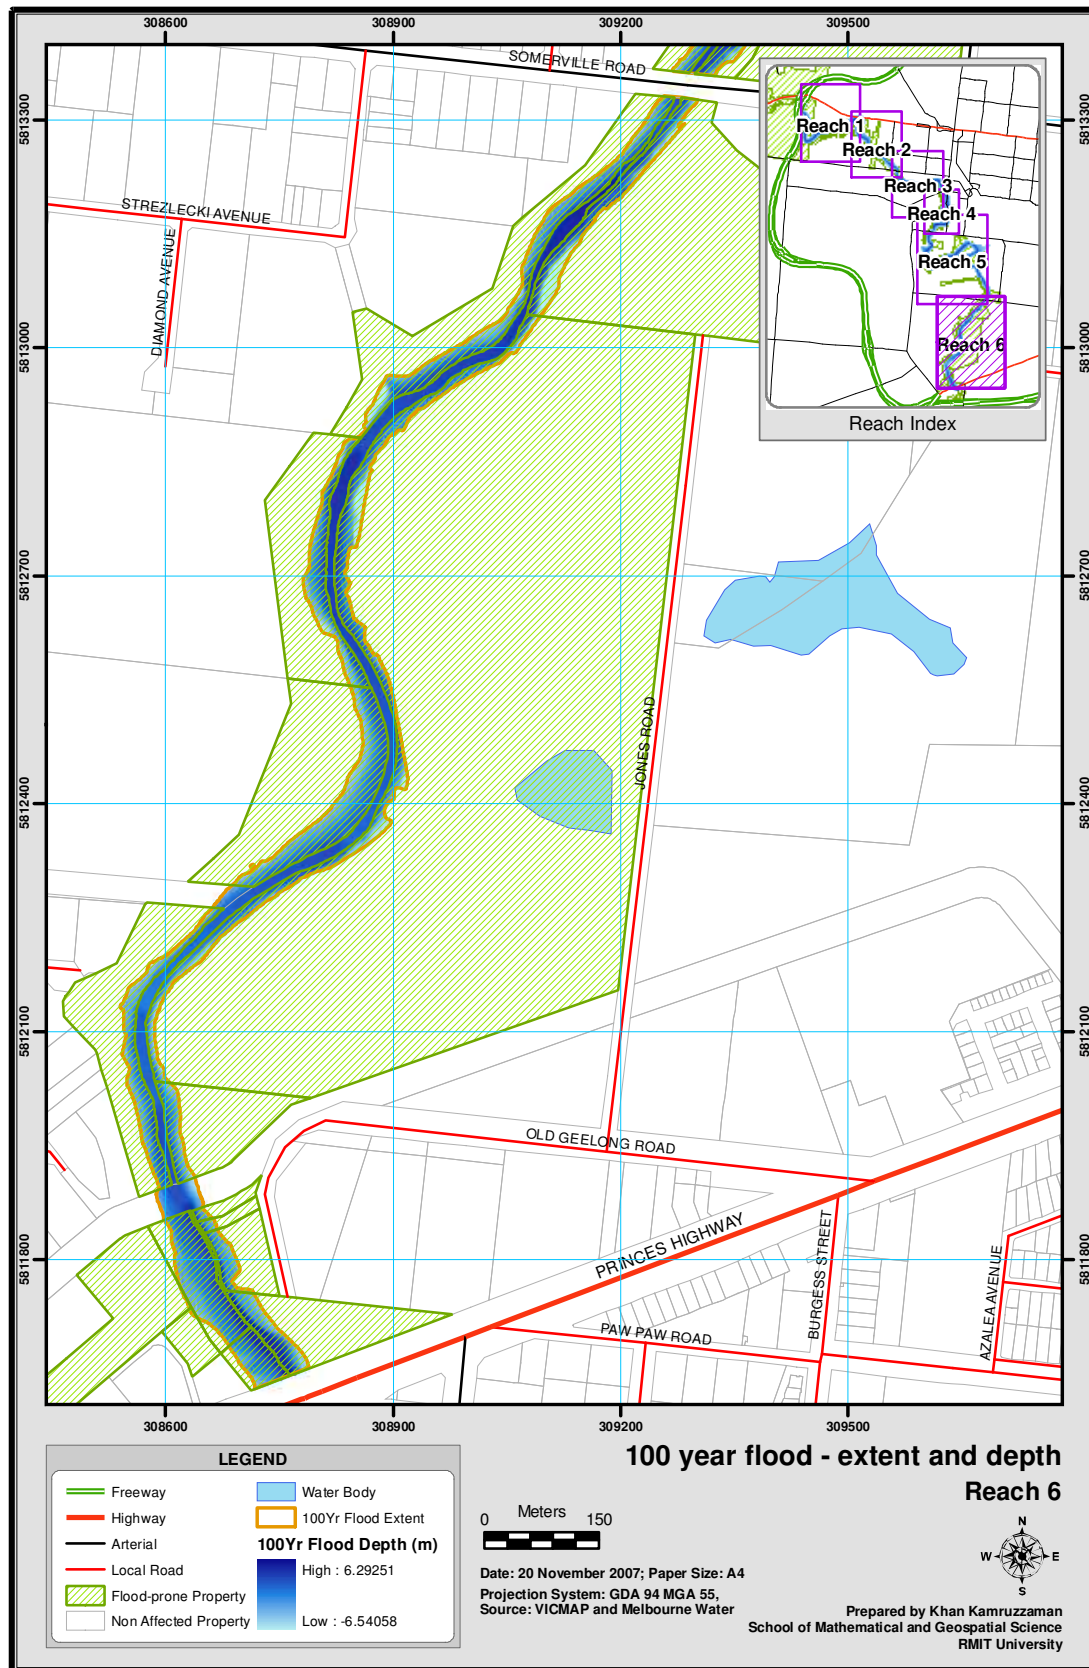 308600 308900 309200 309500
SOMERVILLE ROAD
5813300
5813300
Reach 1
Reach 2
Reach 3
Reach 4
Reach 5
Reach 6
Reach Index
STREZLECKI AVENUE
DIAMOND AVENUE
5813000
5813000
5812700
5812700
JONES ROAD
5812400
5812400
5812100
5812100
OLD GEELONG ROAD
PRINCES HIGHWAY
BURGESS STREET
AZALEA AVENUE
5811800
5811800
PAW PAW ROAD
308600 308900 309200 309500
LEGEND
Freeway
Highway
Arterial
Local Road
Flood-prone Property
Non Affected Property
Water Body
100Yr Flood Extent
100Yr Flood Depth (m)
High : 6.29251
Low : -6.54058
100 year flood - extent and depth
Reach 6
0 Meters 150
Date: 20 November 2007; Paper Size: A4
Projection System: GDA 94 MGA 55,
Source: VICMAP and Melbourne Water
N
W E
S
Prepared by Khan Kamruzzaman
School of Mathematical and Geospatial Science
RMIT University